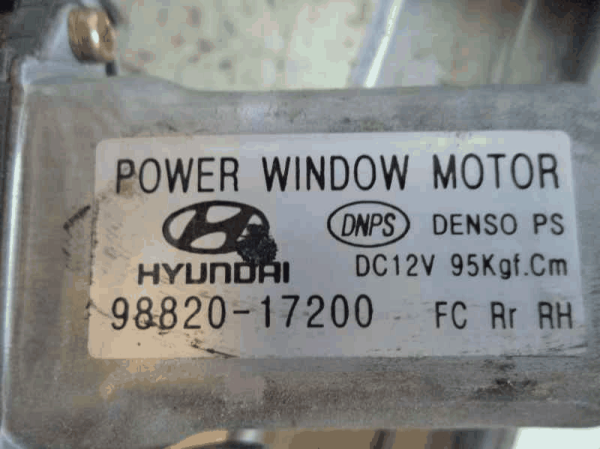 POWER WINDOW MOTOR
DNPS DENSO PS
HYUNDAI DC12V 95Kgf.Cm
98820-17200 FC Rr RH